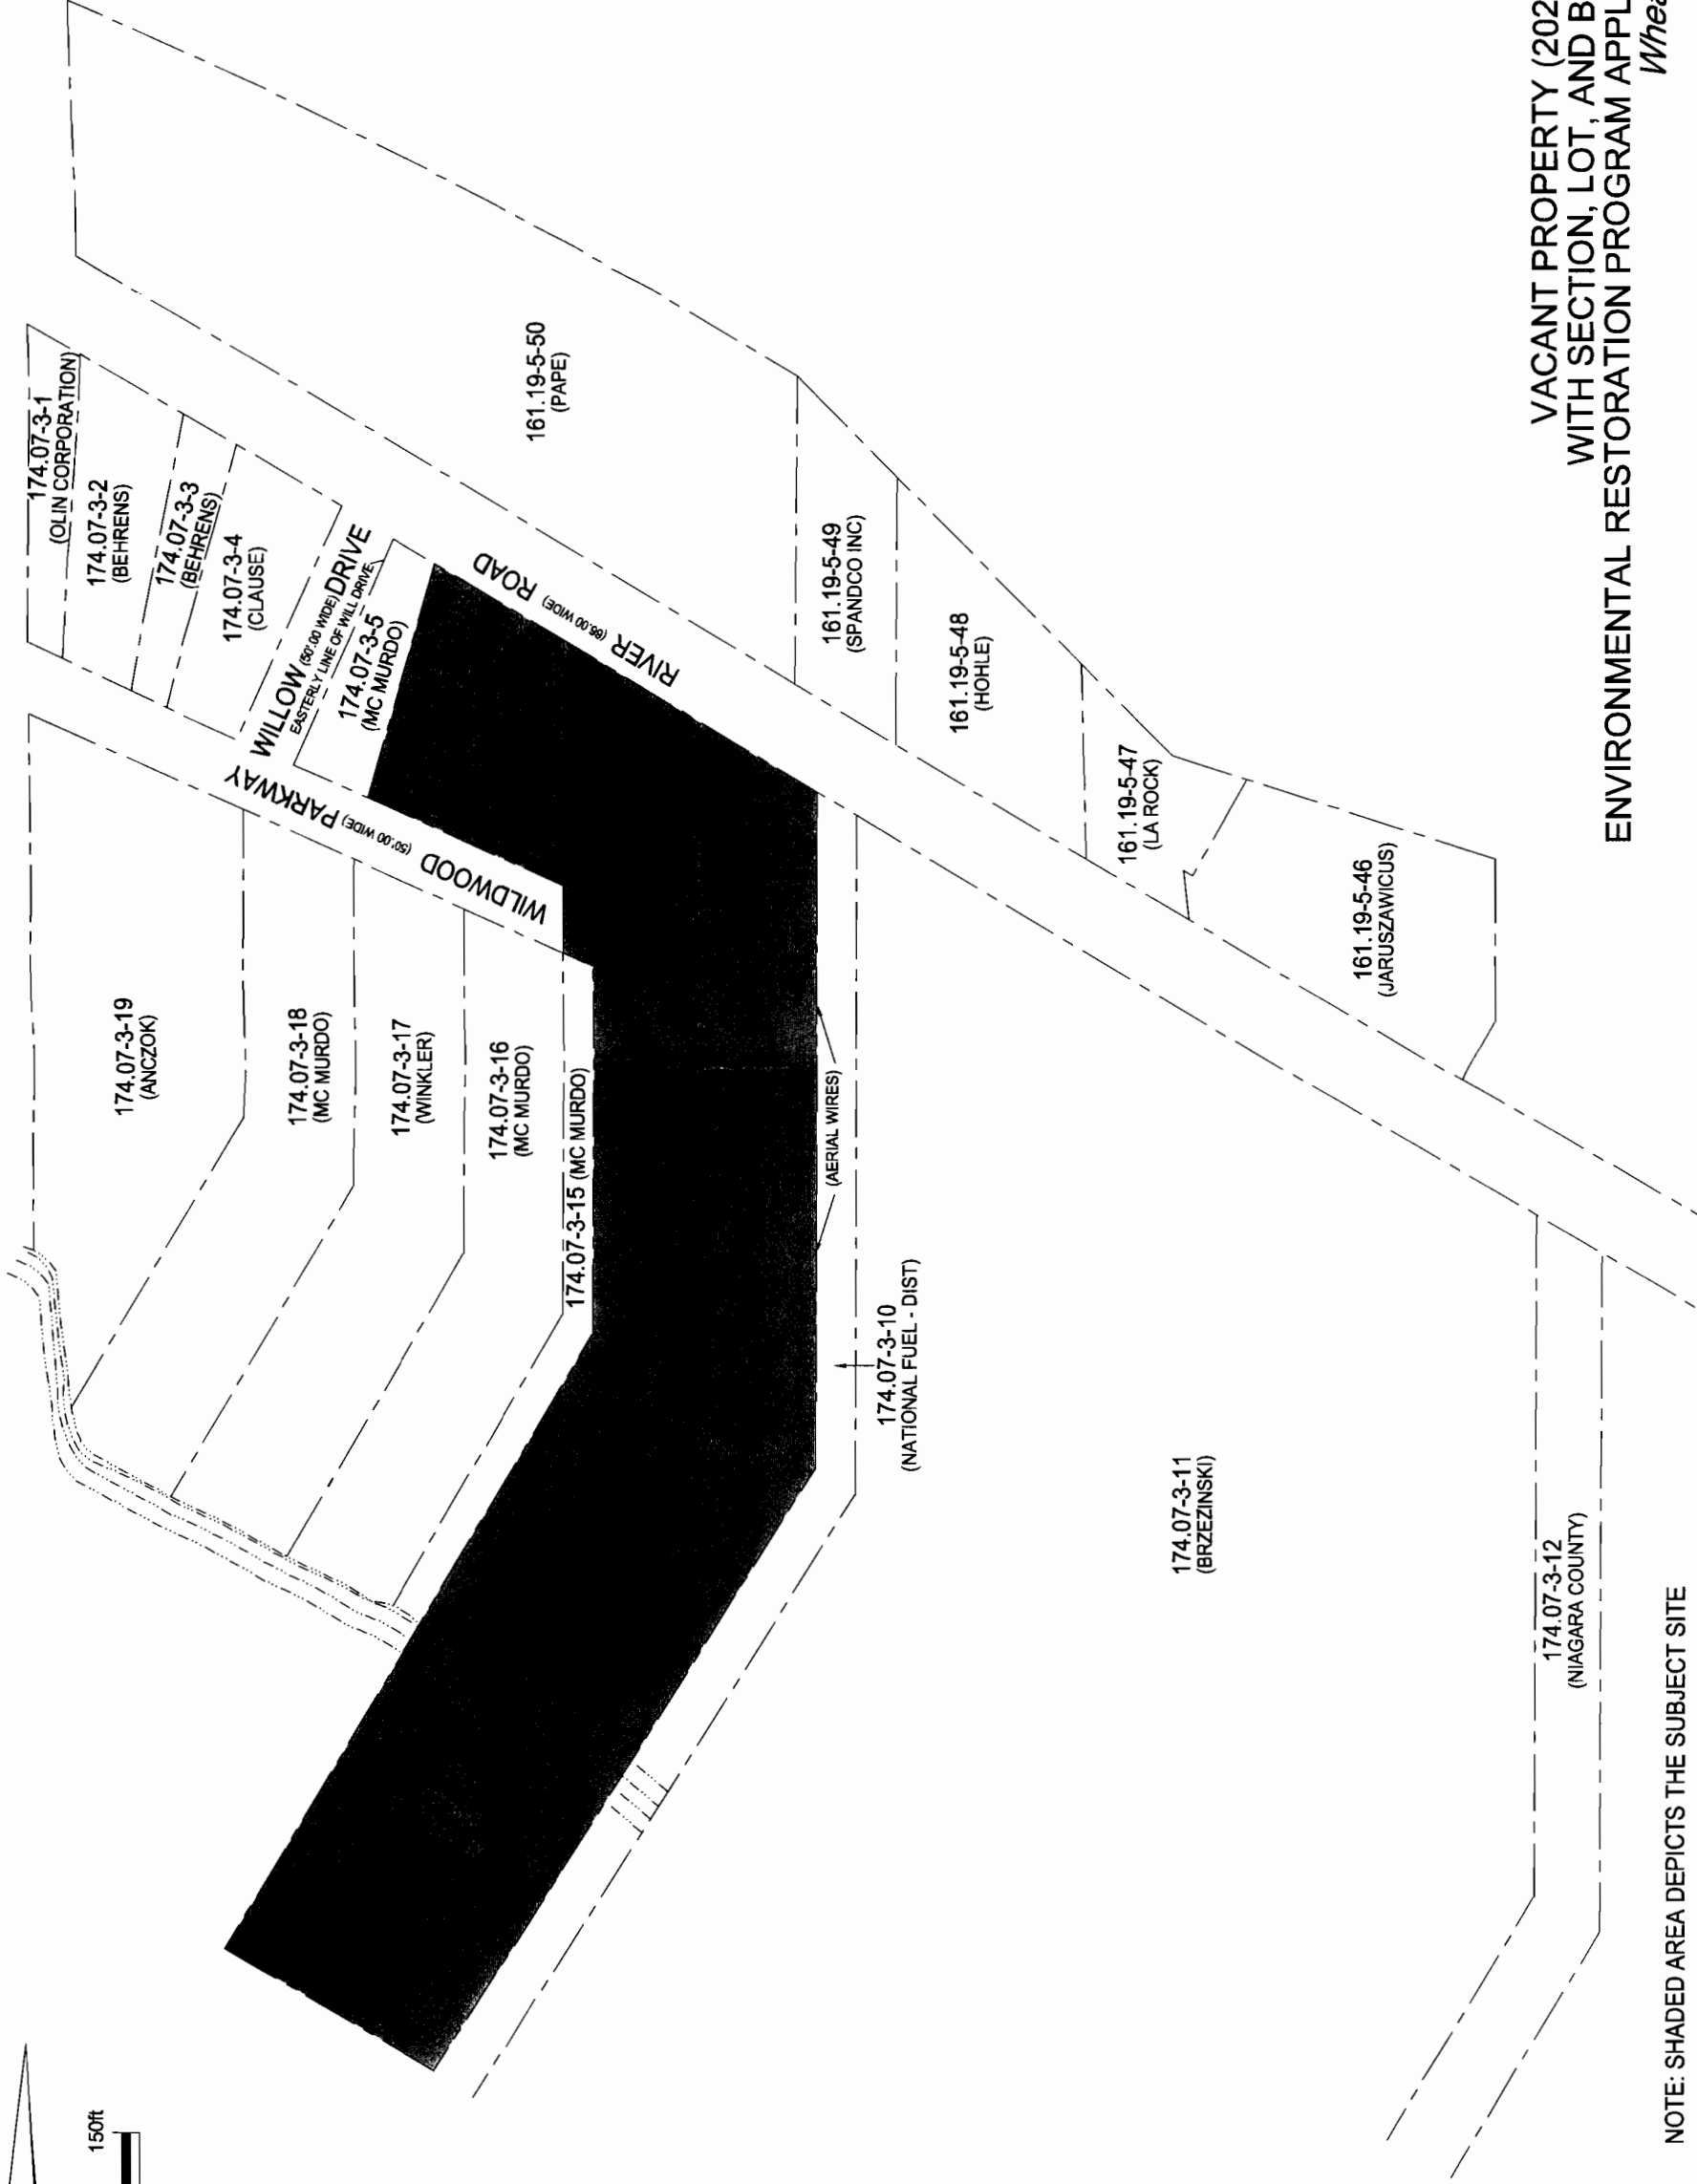 150ft
174.07-3-1
(OLIN CORPORATION)
174.07-3-2
(BEHRENS)
174.07-3-3
(BEHRENS)
174.07-3-4
(CLAUSE)
WILLOW (50'.00 WIDE) DRIVE
EASTERLY LINE OF WILL DRIVE
174.07-3-5
(MC MURDO)
WILDWOOD (50'.00 WIDE) PARKWAY
RIVER (66.00 WIDE) ROAD
174.07-3-19
(ANCZOK)
174.07-3-18
(MC MURDO)
174.07-3-17
(WINKLER)
174.07-3-16
(MC MURDO)
174.07-3-15 (MC MURDO)
(AERIAL WIRES)
174.07-3-10
(NATIONAL FUEL - DIST)
174.07-3-11
(BRZEZINSKI)
174.07-3-12
(NIAGARA COUNTY)
161.19-5-50
(PAPE)
161.19-5-49
(SPANDCO INC)
161.19-5-48
(HOHLE)
161.19-5-47
(LA ROCK)
161.19-5-46
(JARUSZAWICUS)
NOTE: SHADED AREA DEPICTS THE SUBJECT SITE
VACANT PROPERTY (202
WITH SECTION, LOT, AND B
ENVIRONMENTAL RESTORATION PROGRAM APPL
Whea